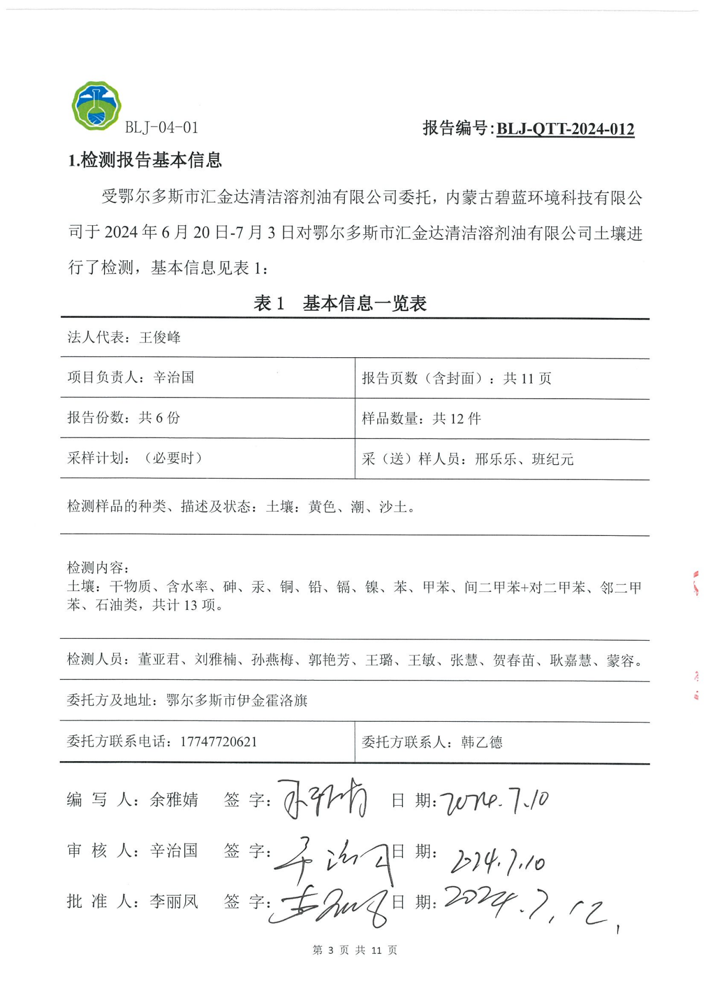 BLJ-04-01
报告编号:BLJ-QTT-2024-012
1.检测报告基本信息
受鄂尔多斯市汇金达清洁溶剂油有限公司委托，内蒙古碧蓝环境科技有限公
司于 2024 年 6 月 20 日-7 月 3 日对鄂尔多斯市汇金达清洁溶剂油有限公司土壤进
行了检测，基本信息见表 1：
表 1 基本信息一览表
法人代表：王俊峰
项目负责人：辛治国
报告页数（含封面）：共 11 页
报告份数：共 6 份
样品数量：共 12 件
采样计划：（必要时）
采（送）样人员：邢乐乐、班纪元
检测样品的种类、描述及状态：土壤：黄色、潮、沙土。
检测内容：
土壤：干物质、含水率、砷、汞、铜、铅、镉、镍、苯、甲苯、间二甲苯+对二甲苯、邻二甲
苯、石油类，共计 13 项。
检测人员：董亚君、刘雅楠、孙燕梅、郭艳芳、王璐、王敏、张慧、贺春苗、耿嘉慧、蒙容。
委托方及地址：鄂尔多斯市伊金霍洛旗
委托方联系电话：17747720621
委托方联系人：韩乙德
编 写 人：余雅婧 签 字：余雅婧 日 期：2024.7.10
审 核 人：辛治国 签 字：辛治国 日 期：2024.7.10
批 准 人：李丽凤 签 字：李丽凤 日 期：2024.7.12
第 3 页 共 11 页